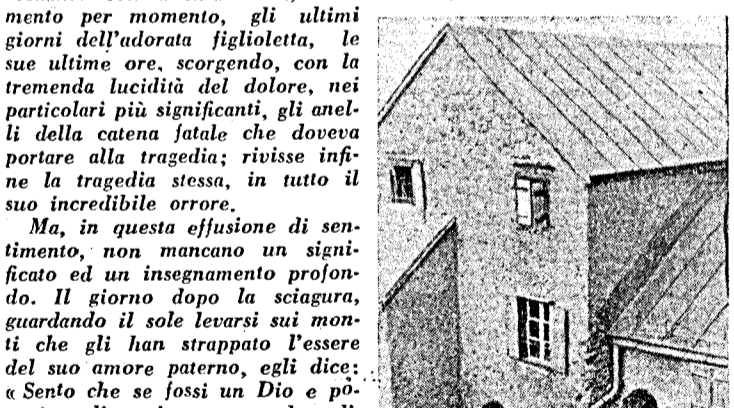 mento per momento, gli ultimi
giorni dell'adorata figlioletta, le
sue ultime ore, scorgendo, con la
tremenda lucidità del dolore, nei
particolari più significanti, gli anel-
li della catena fatale che doveva
portare alla tragedia; rivisse infi-
ne la tragedia stessa, in tutto il
suo incredibile orrore.
Ma, in questa effusione di sen-
timento, non mancano un signi-
ficato ed un insegnamento profon-
do. Il giorno dopo la sciagura,
guardando il sole levarsi sui mon-
ti che gli han strappato l'essere
del suo amore paterno, egli dice:
« Sento che se fossi un Dio e pò-